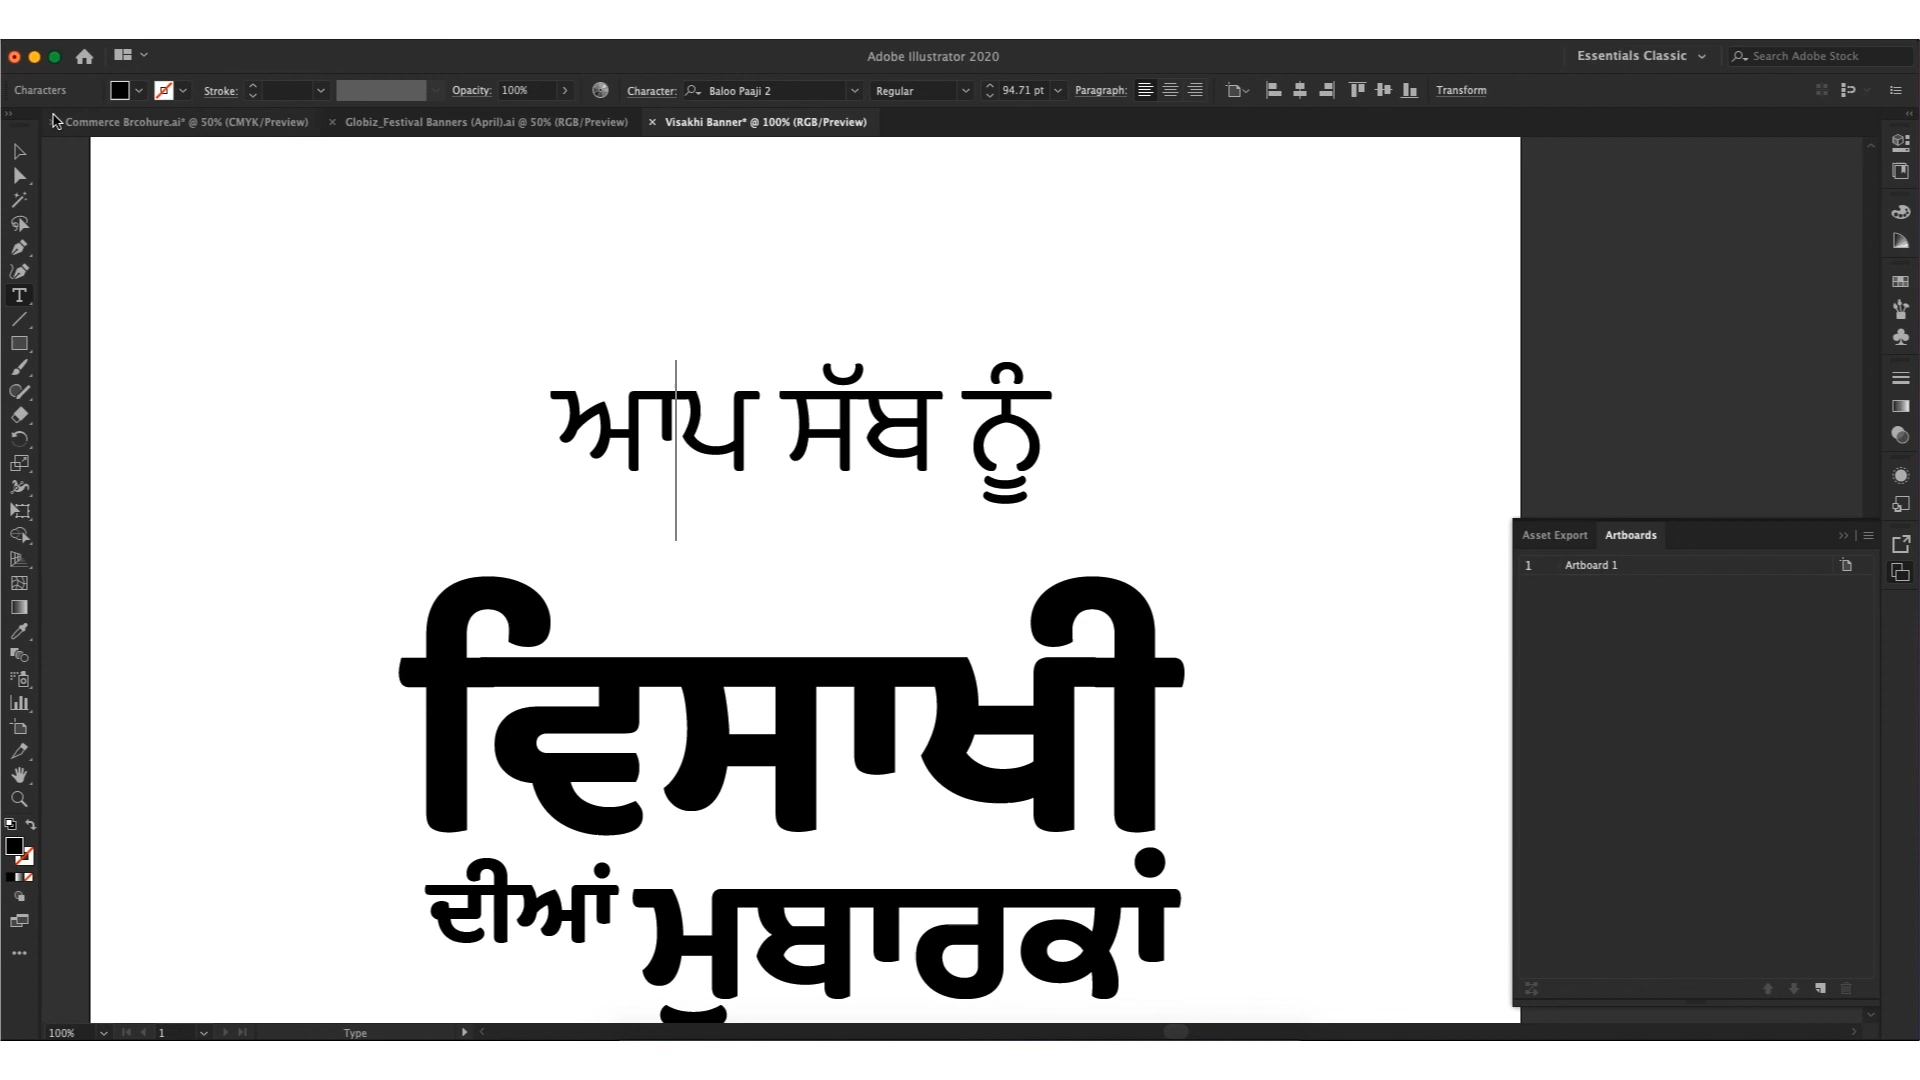 Adobe Illustrator 2020
Essentials Classic
Search Adobe Stock
Characters
Stroke:
Opacity: 100%
Character: Baloo Paaji 2
Regular
94.71 pt
Paragraph:
Transform
Commerce Brcohure.ai* @ 50% (CMYK/Preview)
Globiz_Festival Banners (April).ai @ 50% (RGB/Preview)
Visakhi Banner* @ 100% (RGB/Preview)
ਆਪ ਸੱਬ ਨੂੰ
ਵਿਸਾਖੀ
ਦੀਆਂ ਮੁਬਾਰਕਾਂ
Asset Export
Artboards
1 Artboard 1
100%
1
Type